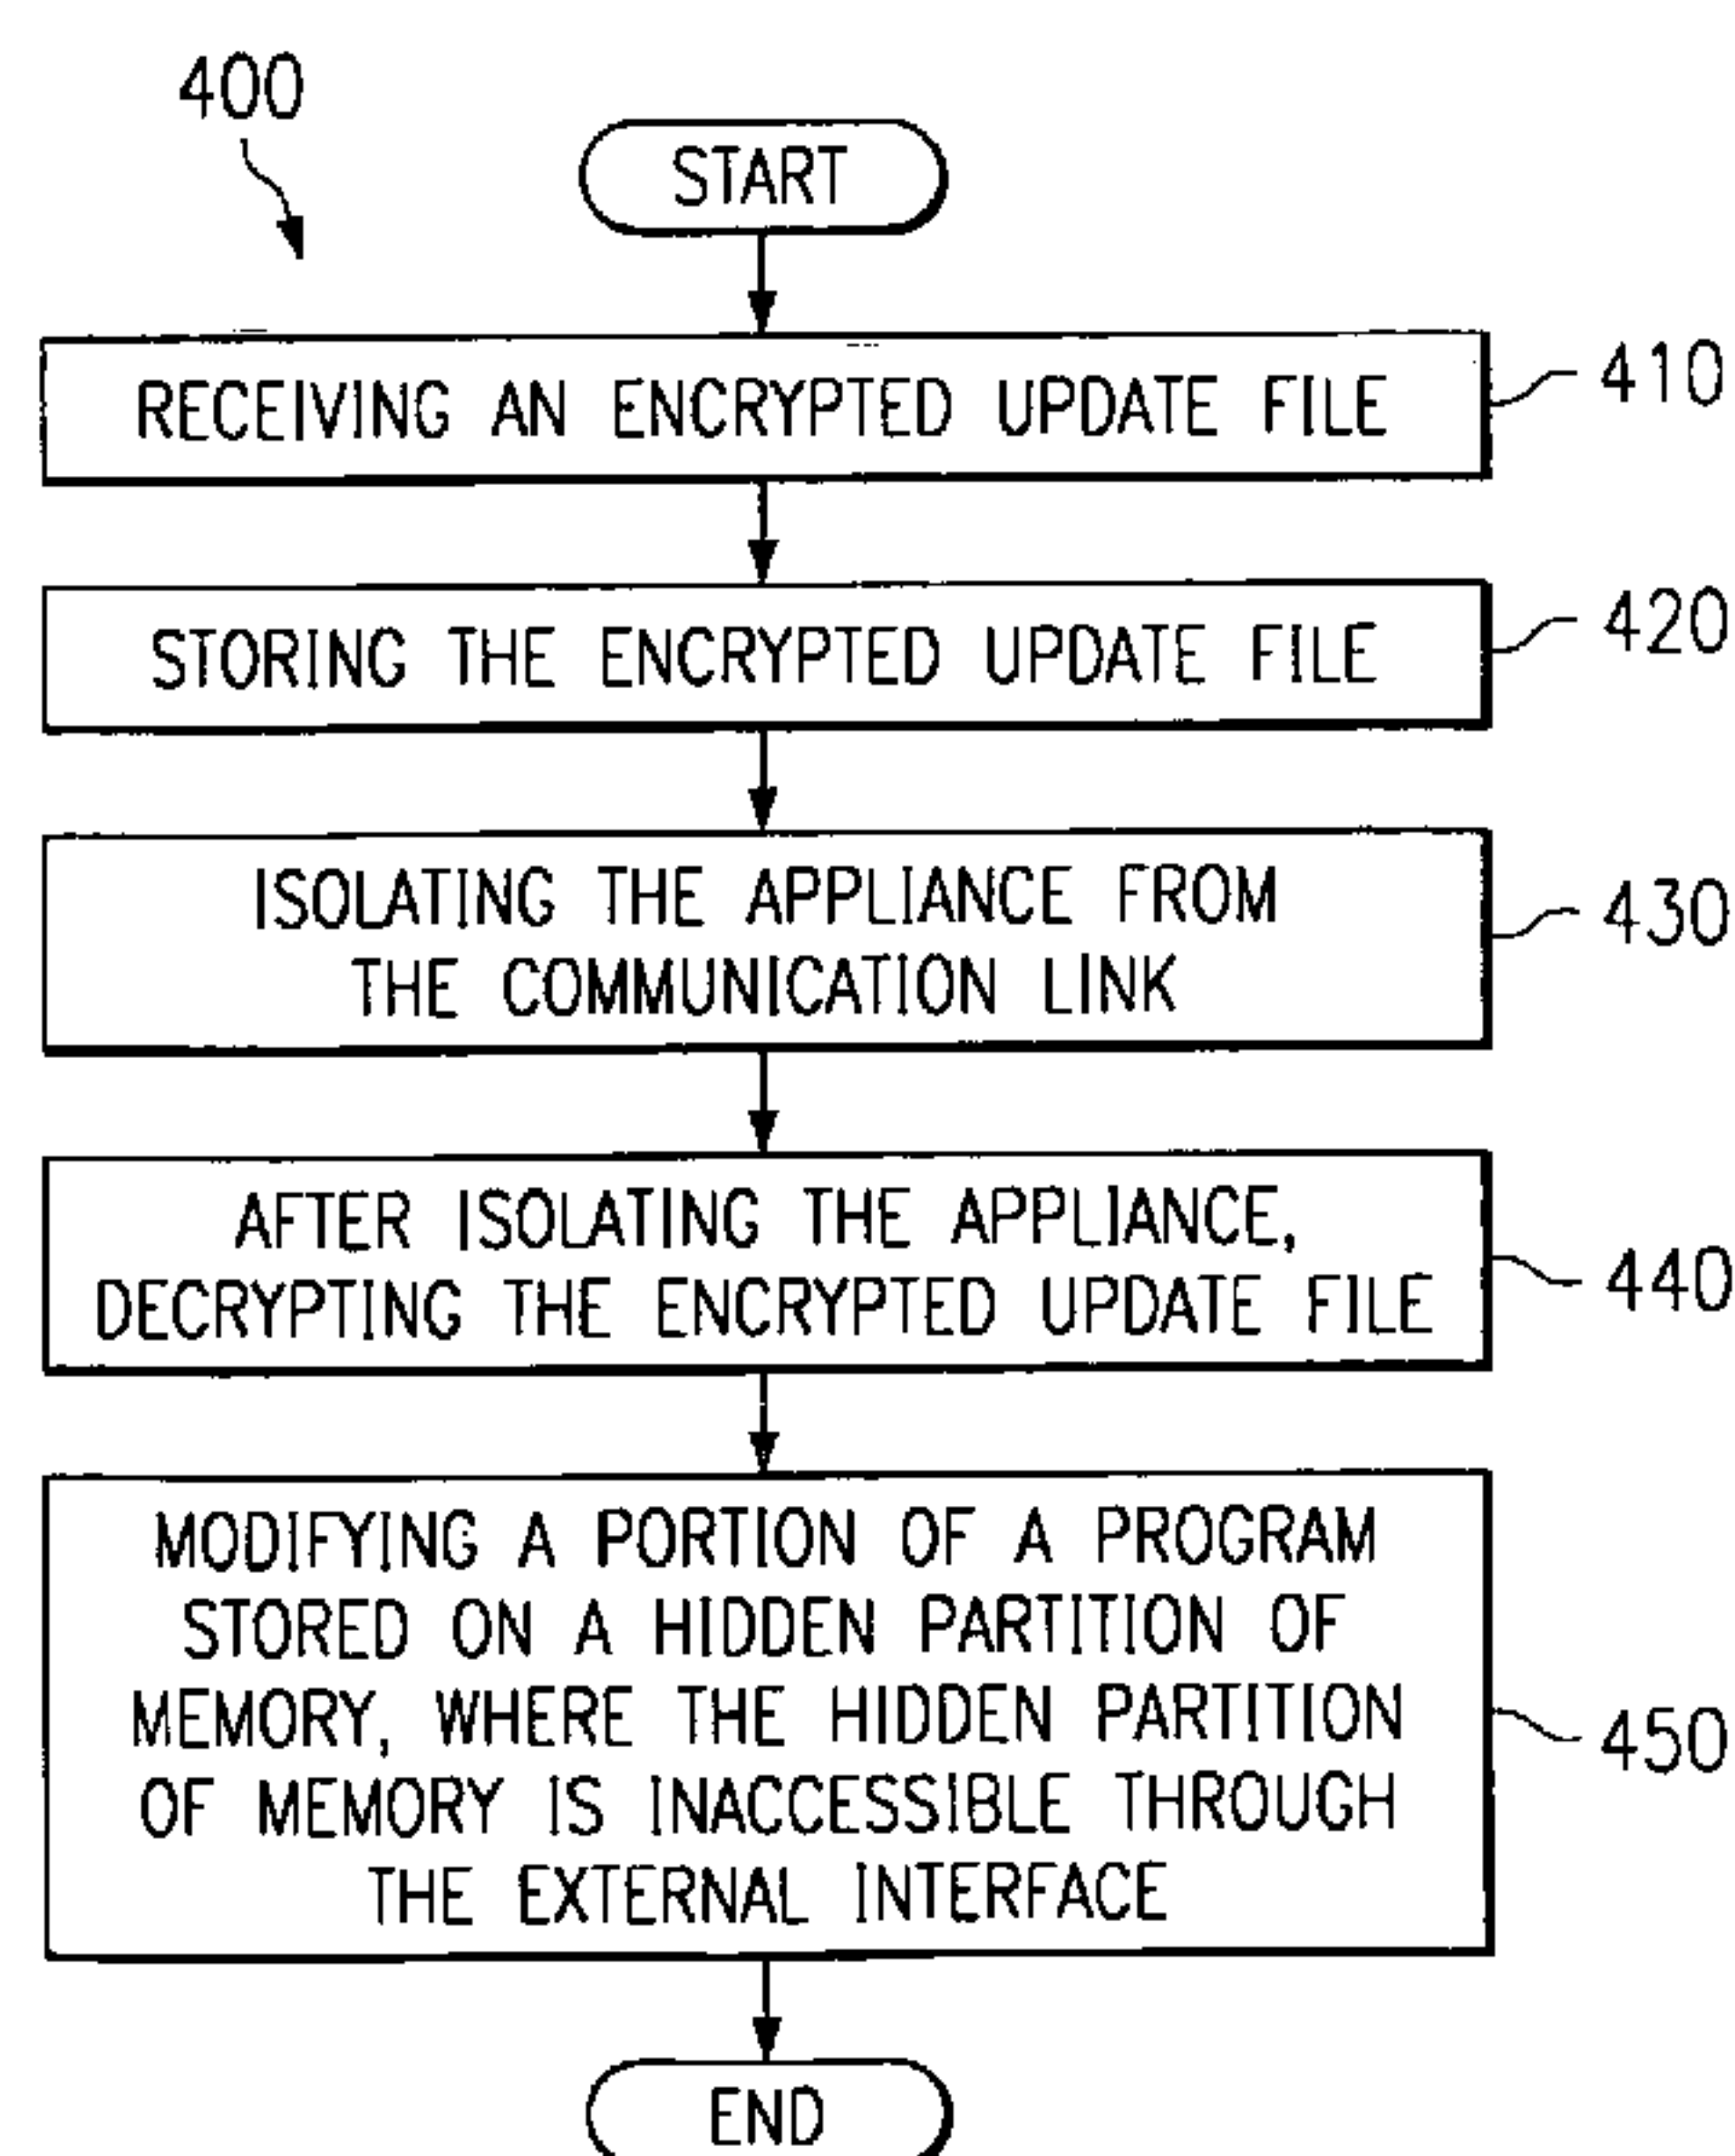 400
START
RECEIVING AN ENCRYPTED UPDATE FILE
410
STORING THE ENCRYPTED UPDATE FILE
420
ISOLATING THE APPLIANCE FROM
THE COMMUNICATION LINK
430
AFTER ISOLATING THE APPLIANCE,
DECRYPTING THE ENCRYPTED UPDATE FILE
440
MODIFYING A PORTION OF A PROGRAM
STORED ON A HIDDEN PARTITION OF
MEMORY, WHERE THE HIDDEN PARTITION
OF MEMORY IS INACCESSIBLE THROUGH
THE EXTERNAL INTERFACE
450
END